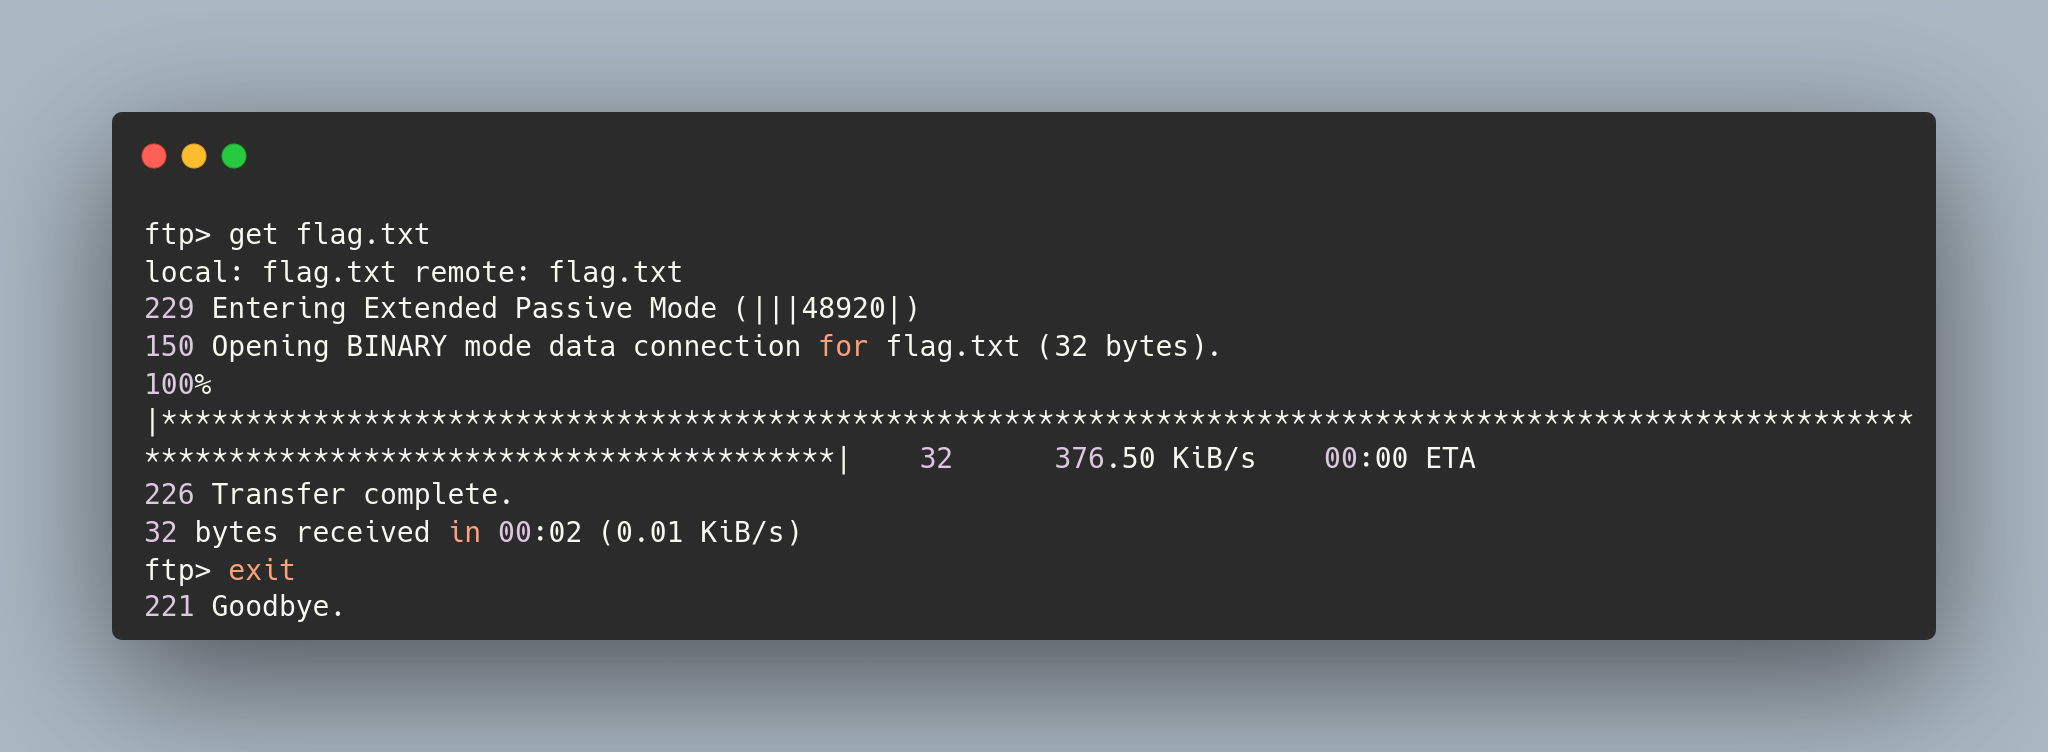 ftp> get flag.txt
local: flag.txt remote: flag.txt
229 Entering Extended Passive Mode (|||48920|)
150 Opening BINARY mode data connection for flag.txt (32 bytes).
100%
|********************************************************************************************************
*****************************************|    32      376.50 KiB/s    00:00 ETA
226 Transfer complete.
32 bytes received in 00:02 (0.01 KiB/s)
ftp> exit
221 Goodbye.